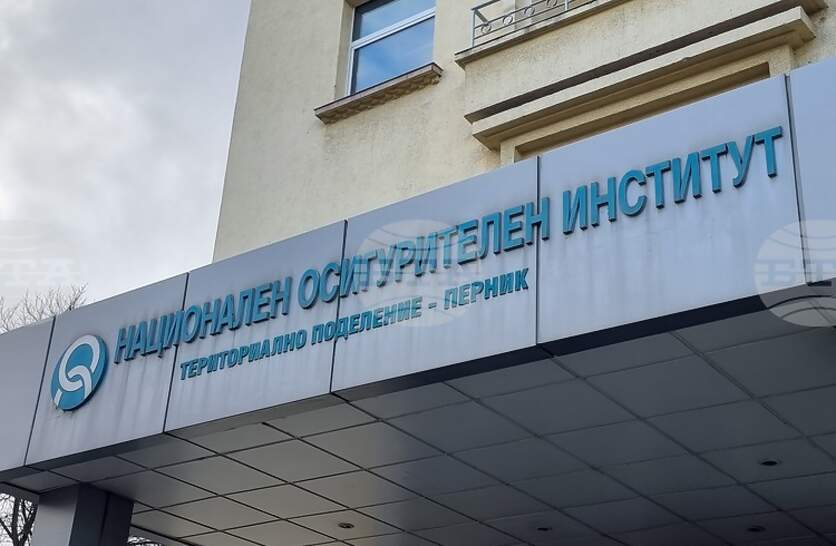 НАЦИОНАЛЕН ОСИГУРИТЕЛЕН ИНСТИТУТ
ТЕРИТОРИАЛНО ПОДЕЛЕНИЕ - ПЕРНИК